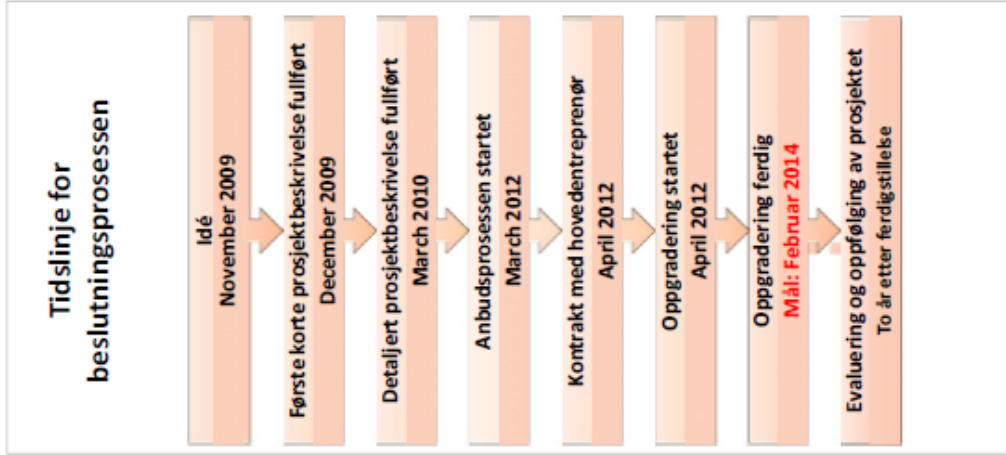 Tidslinje for
beslutningsprosessen
Idé
November 2009
Første korte prosjektbeskrivelse fullført
December 2009
Detaljert prosjektbeskrivelse fullført
March 2010
Anbudsprosessen startet
March 2012
Kontrakt med hovedentreprenør
April 2012
Oppgradering startet
April 2012
Oppgradering ferdig
Mål: Februar 2014
Evaluering og oppfølging av prosjektet
To år etter ferdigstillelse